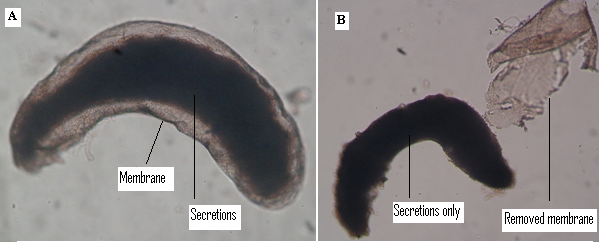 A
Membrane
Secretions
B
Secretions only
Removed membrane